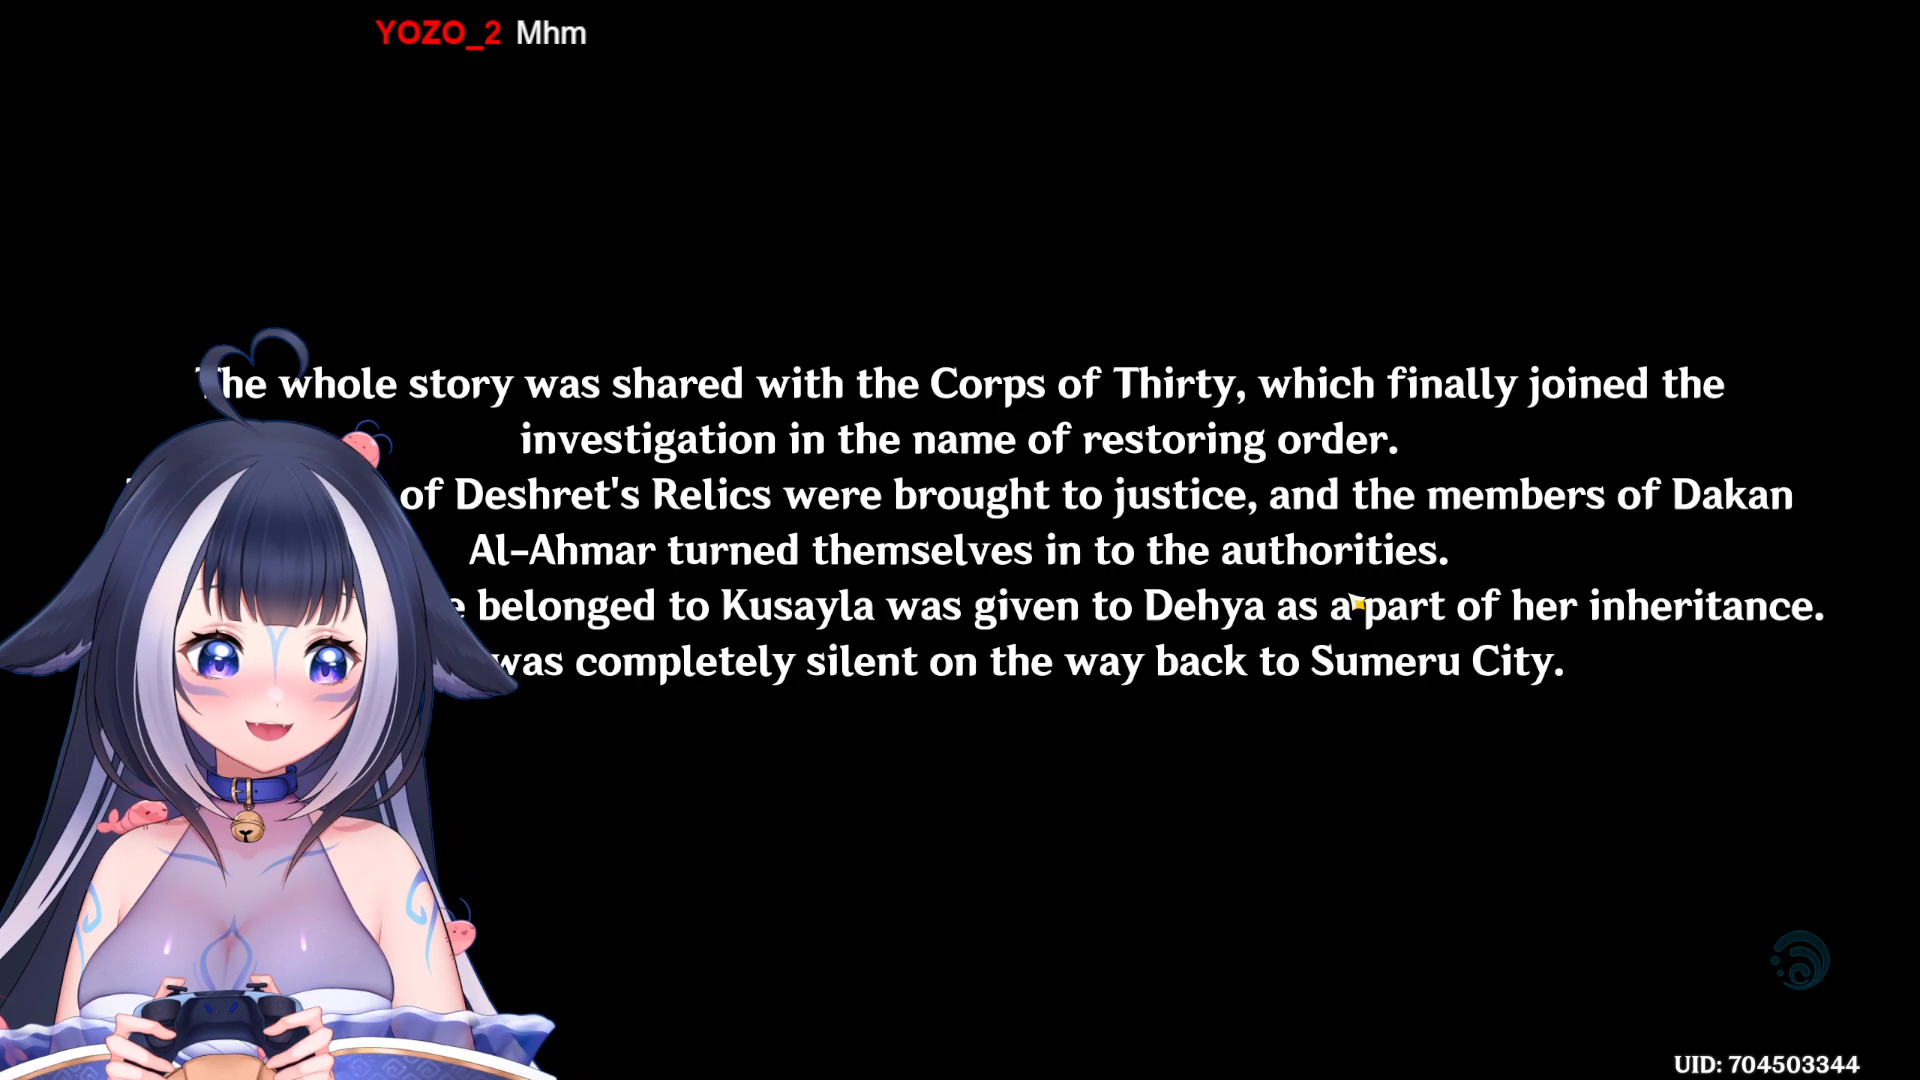 YOZO_2 Mhm
The whole story was shared with the Corps of Thirty, which finally joined the
investigation in the name of restoring order.
of Deshret's Relics were brought to justice, and the members of Dakan
Al-Ahmar turned themselves in to the authorities.
belonged to Kusayla was given to Dehya as a part of her inheritance.
was completely silent on the way back to Sumeru City.
UID: 704503344